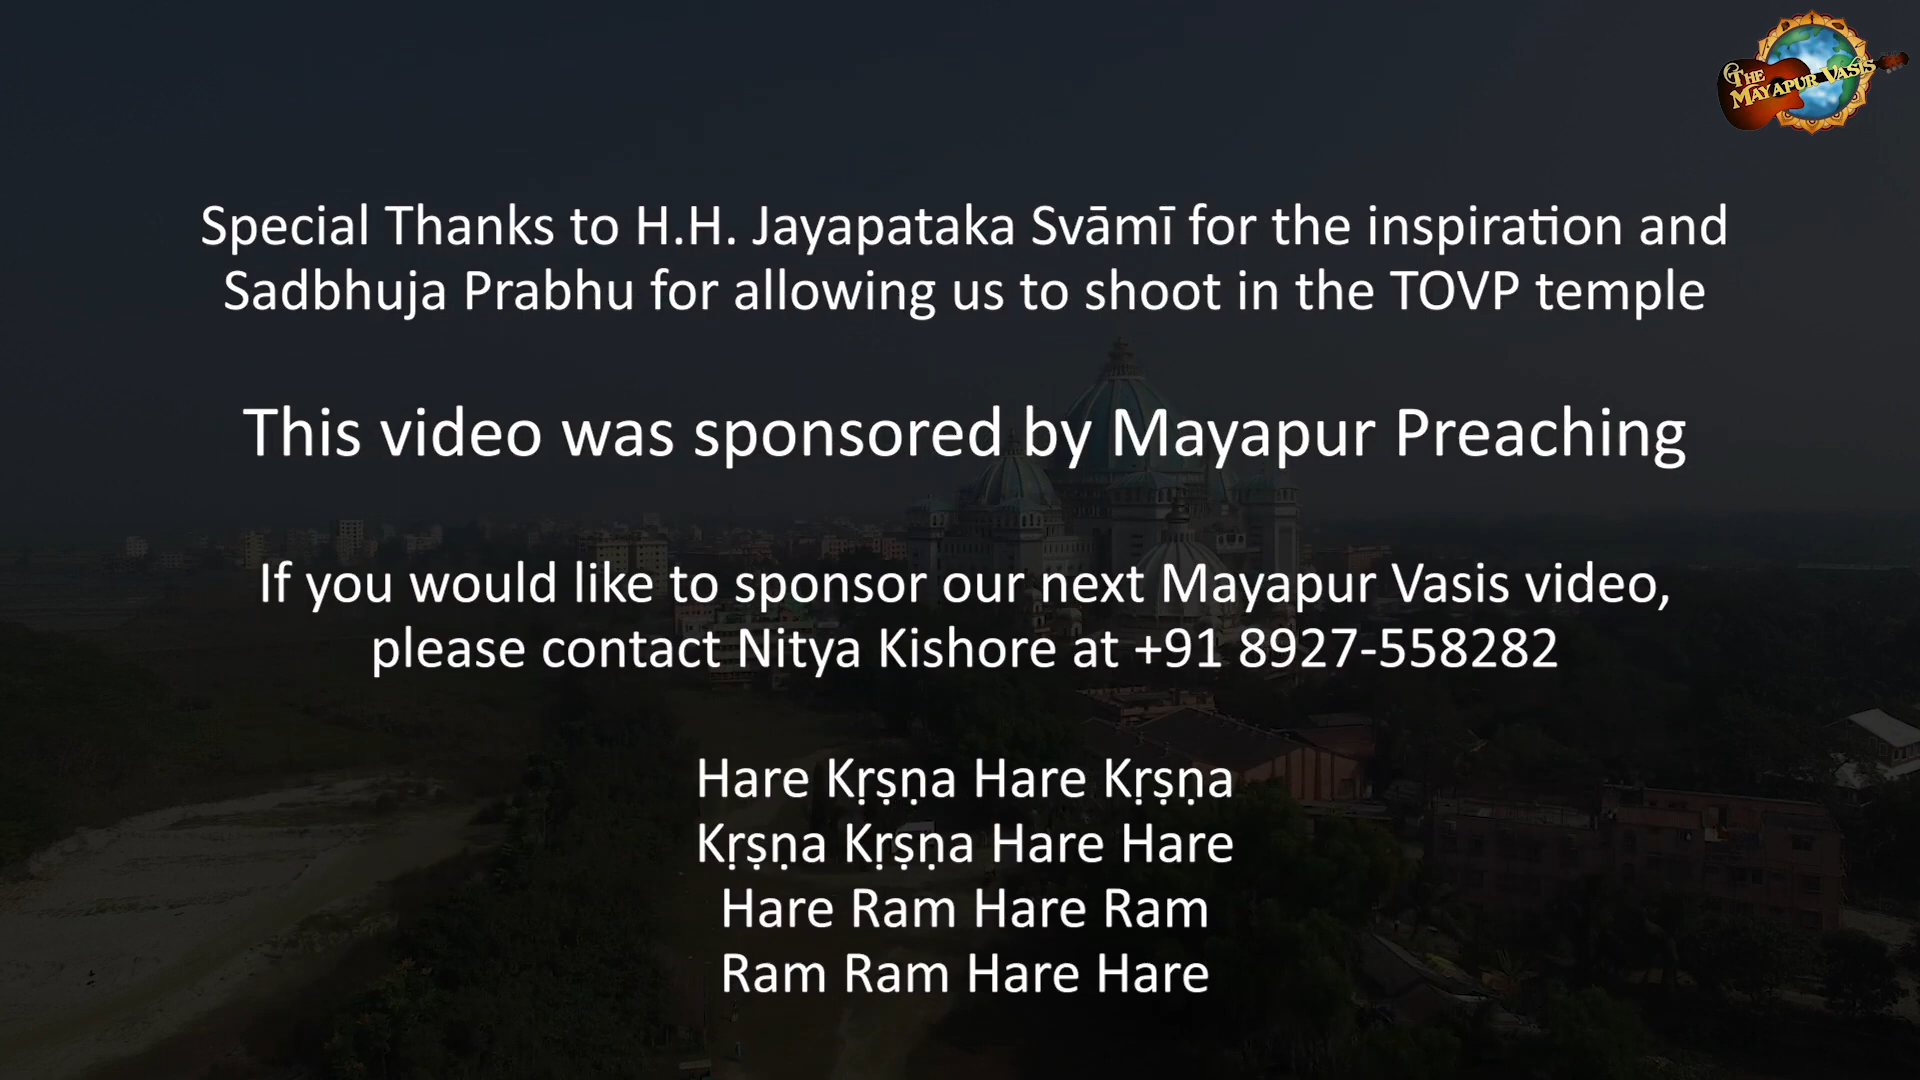 THE
MAYAPUR VASIS
Special Thanks to H.H. Jayapataka Svāmī for the inspiration and
Sadbhuja Prabhu for allowing us to shoot in the TOVP temple
This video was sponsored by Mayapur Preaching
If you would like to sponsor our next Mayapur Vasis video,
please contact Nitya Kishore at +91 8927-558282
Hare Kṛṣṇa Hare Kṛṣṇa
Kṛṣṇa Kṛṣṇa Hare Hare
Hare Ram Hare Ram
Ram Ram Hare Hare